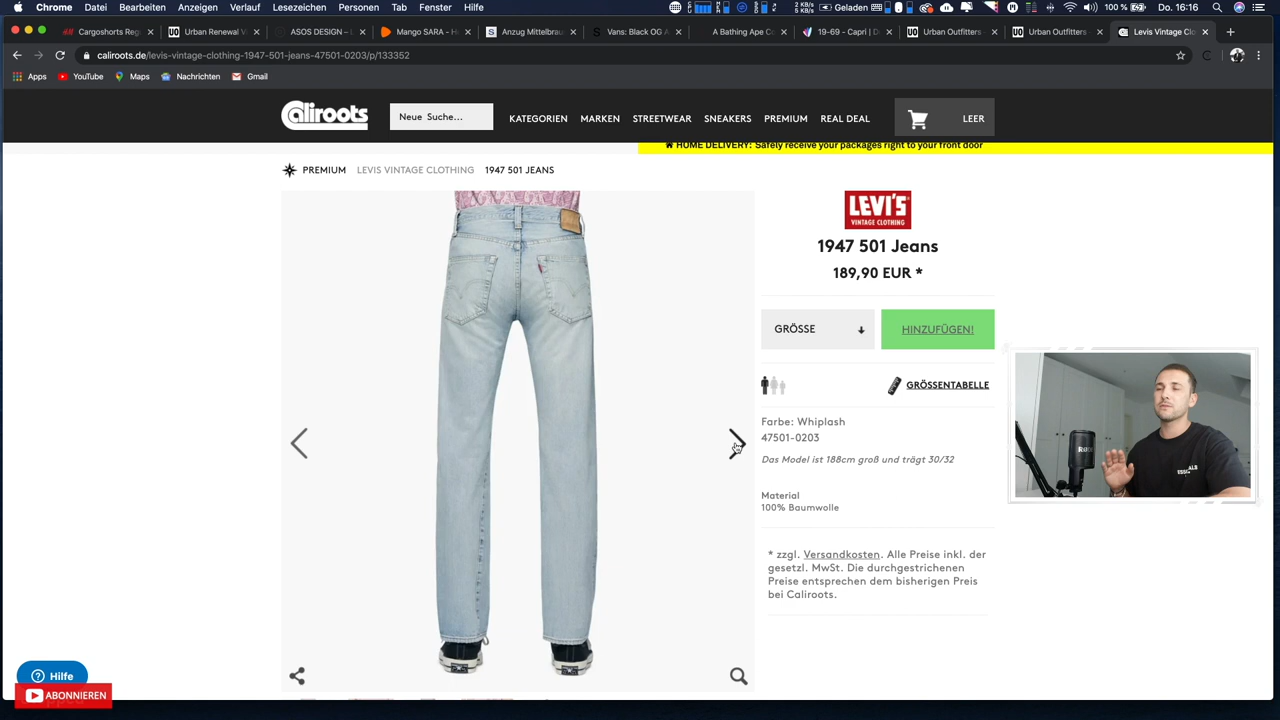 Chrome Datei Bearbeiten Anzeigen Verlauf Lesezeichen Personen Tab Fenster Hilfe
Geladen
100 % Do. 16:16
Cargoshorts Reg
Urban Renewal V
ASOS DESIGN – L
Mango SARA - H
Anzug Mittelbrau
Vans: Black OG A
A Bathing Ape Co
19-69 - Capri | D
Urban Outfitters
Urban Outfitters
Levis Vintage Clo
caliroots.de/levis-vintage-clothing-1947-501-jeans-47501-0203/p/133352
Apps YouTube Maps Nachrichten Gmail
Caliroots
Neue Suche...
KATEGORIEN MARKEN STREETWEAR SNEAKERS PREMIUM REAL DEAL
LEER
HOME DELIVERY: Safely receive your packages right to your front door
PREMIUM LEVIS VINTAGE CLOTHING 1947 501 JEANS
LEVI'S
VINTAGE CLOTHING
1947 501 Jeans
189,90 EUR *
GRÖSSE
HINZUFÜGEN!
GRÖSSENTABELLE
Farbe: Whiplash
47501-0203
Das Model ist 188cm groß und trägt 30/32
Material
100% Baumwolle
* zzgl. Versandkosten. Alle Preise inkl. der
gesetzl. MwSt. Die durchgestrichenen
Preise entsprechen dem bisherigen Preis
bei Caliroots.
Hilfe
ABONNIEREN